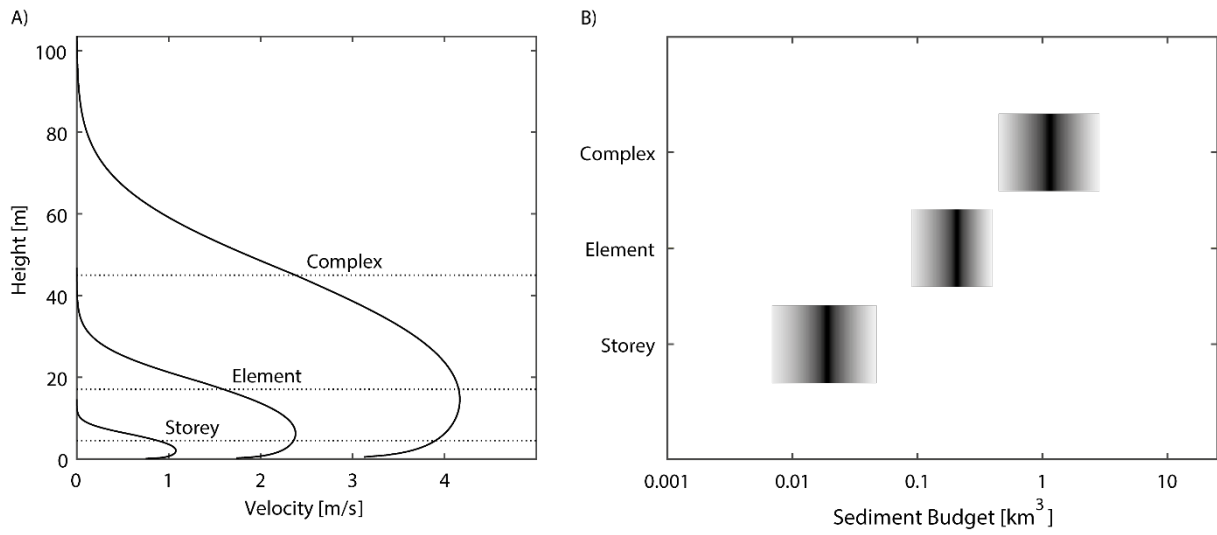 A)
100
80
60
40
20
0
Height [m]
Complex
Element
Storey
0 1 2 3 4
Velocity [m/s]
B)
Complex
Element
Storey
0.001 0.01 0.1 1 10
Sediment Budget [km³]